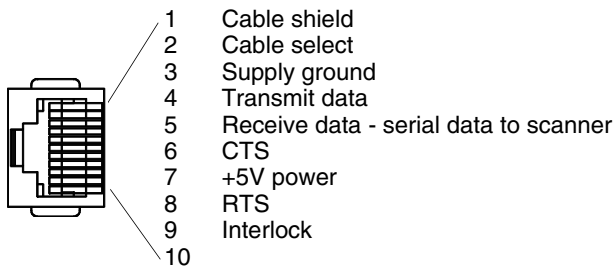 1 Cable shield
2 Cable select
3 Supply ground
4 Transmit data
5 Receive data - serial data to scanner
6 CTS
7 +5V power
8 RTS
9 Interlock
10